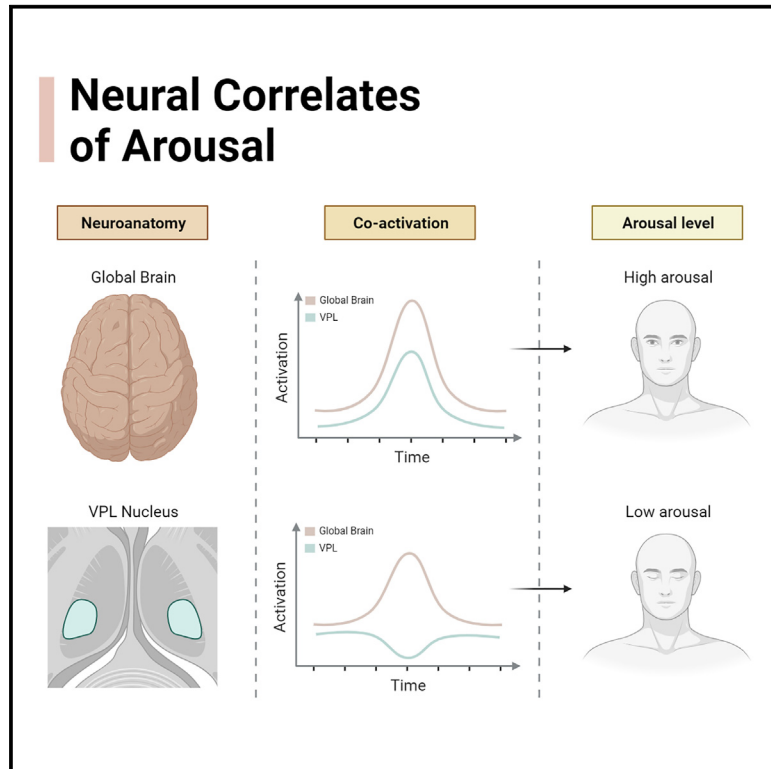 Neural Correlates
of Arousal
Neuroanatomy
Co-activation
Arousal level
Global Brain
Global Brain
VPL
Activation
Time
High arousal
VPL Nucleus
Global Brain
VPL
Activation
Time
Low arousal